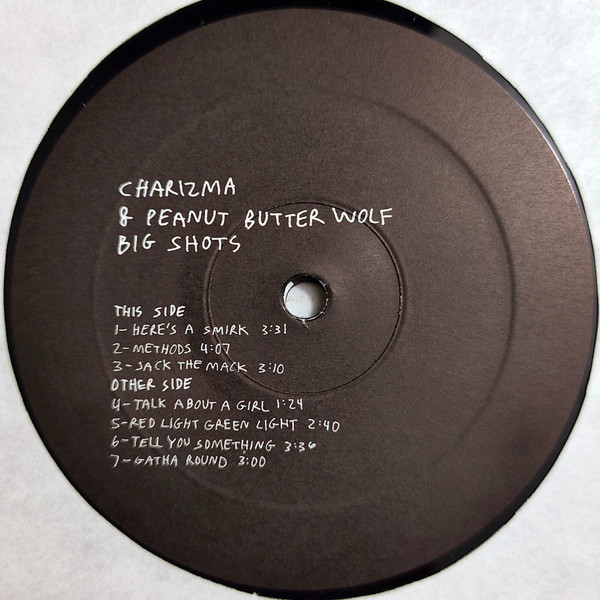 CHARIZMA
& PEANUT BUTTER WOLF
BIG SHOTS
THIS SIDE
1-HERE'S A SMIRK 3:31
2-METHODS 4:07
3-JACK THE MACK 3:10
OTHER SIDE
4-TALK ABOUT A GIRL 1:24
5-RED LIGHT GREEN LIGHT 2:40
6-TELL YOU SOMETHING 3:36
7-GATHA ROUND 3:00